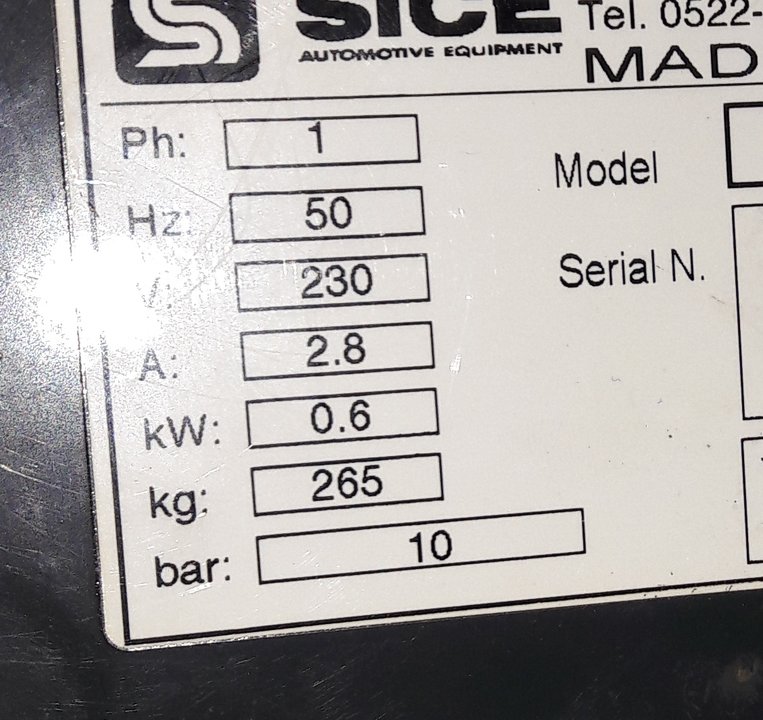 SICE
AUTOMOTIVE EQUIPMENT
Tel. 0522-
MAD
Ph: 1
Hz: 50
V: 230
A: 2.8
kW: 0.6
kg: 265
bar: 10
Model
Serial N.